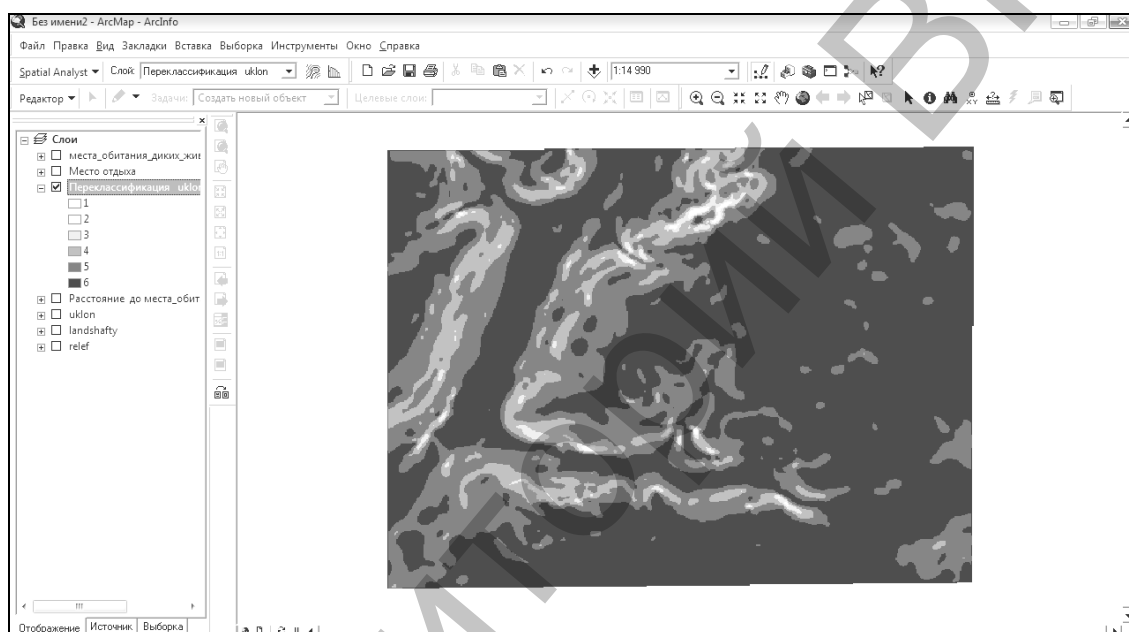 Без имени2 - ArcMap - ArcInfo
Файл Правка Вид Закладки Вставка Выборка Инструменты Окно Справка
Spatial Analyst Слой: Переклассификация uklon 1:14 990
Редактор Задачи: Создать новый объект Целевые слои:
Слои
места_обитания_диких_жив
Место отдыха
Переклассификация uklon
1
2
3
4
5
6
Расстояние до места_обит
uklon
landshafty
relef
Отображение Источник Выборка